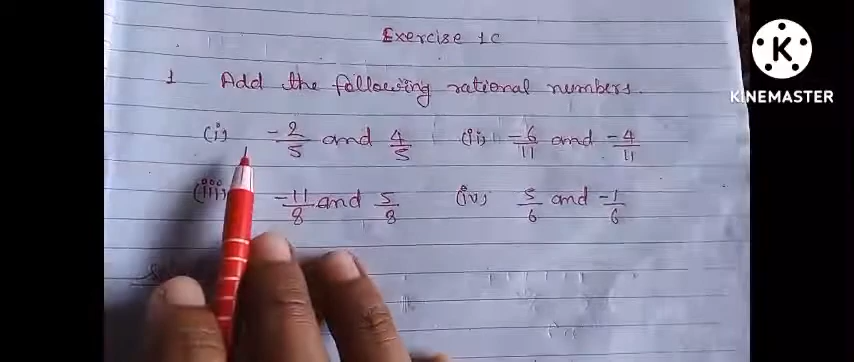 Exercise 1c
1 Add the following rational numbers.
(i) -2/5 and 4/5 (ii) -6/11 and -4/11
(iii) -11/8 and 5/8 (iv) 5/6 and -1/6
K
KINEMASTER